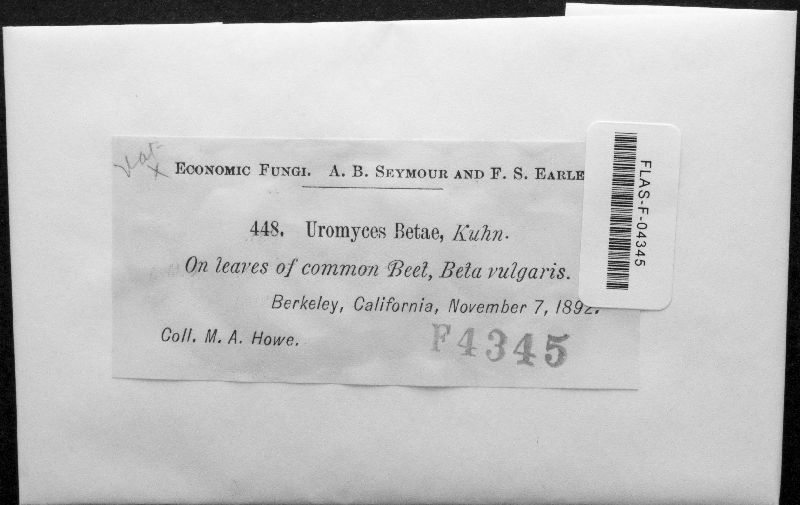 ECONOMIC FUNGI. A. B. SEYMOUR AND F. S. EARLE
448. Uromyces Betae, Kuhn.
On leaves of common Beet, Beta vulgaris.
Berkeley, California, November 7, 1892.
Coll. M. A. Howe.
F4345
FLAS-F-04345